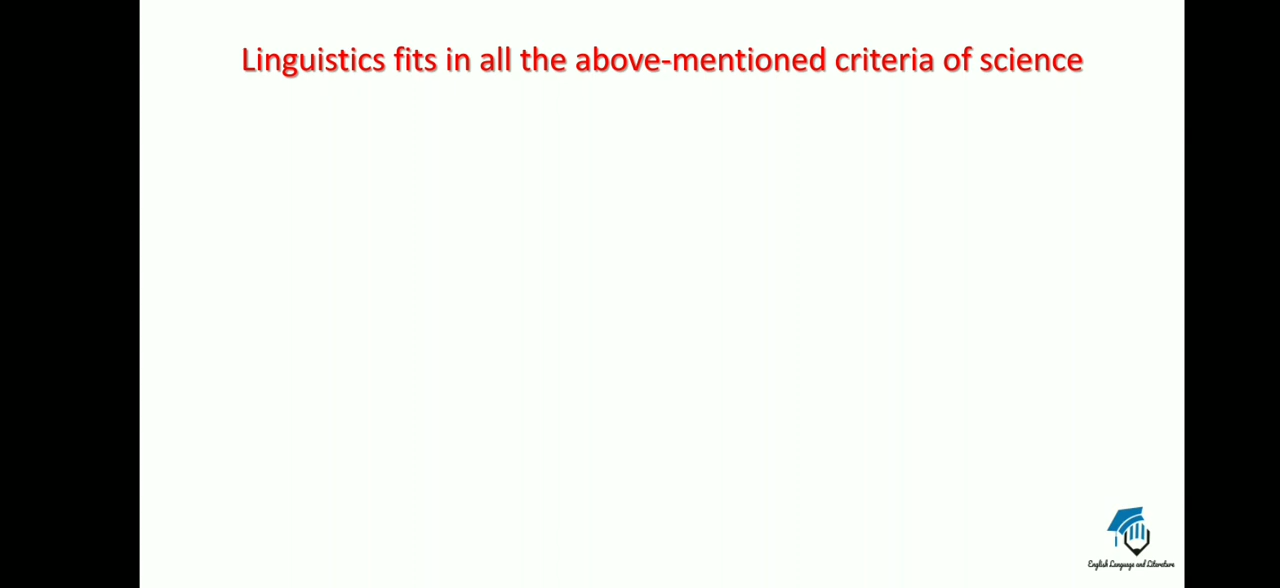 Linguistics fits in all the above-mentioned criteria of science
English Language and Literature